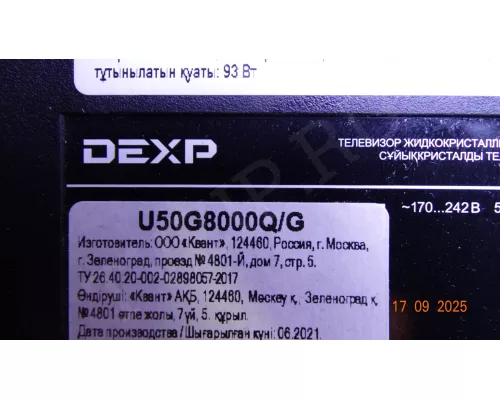 тұтынылатын қуаты: 93 Вт
DEXP
ТЕЛЕВИЗОР ЖИДКОКРИСТАЛЛ
СҰЙЫҚКРИСТАЛДЫ ТЕ
~170...242В 5
U50G8000Q/G
Изготовитель: ООО «Квант», 124460, Россия, г. Москва,
г. Зеленоград, проезд № 4801-Й, дом 7, стр. 5.
ТУ 26.40.20-002-02898057-2017
Өндіруші: «Квант» АҚБ, 124460, Мәскеу қ., Зеленоград қ.
№ 4801 өтпе жолы, 7 үй, 5. құрыл.
Дата производства / Шығарылған күні: 06.2021.
17 09 2025